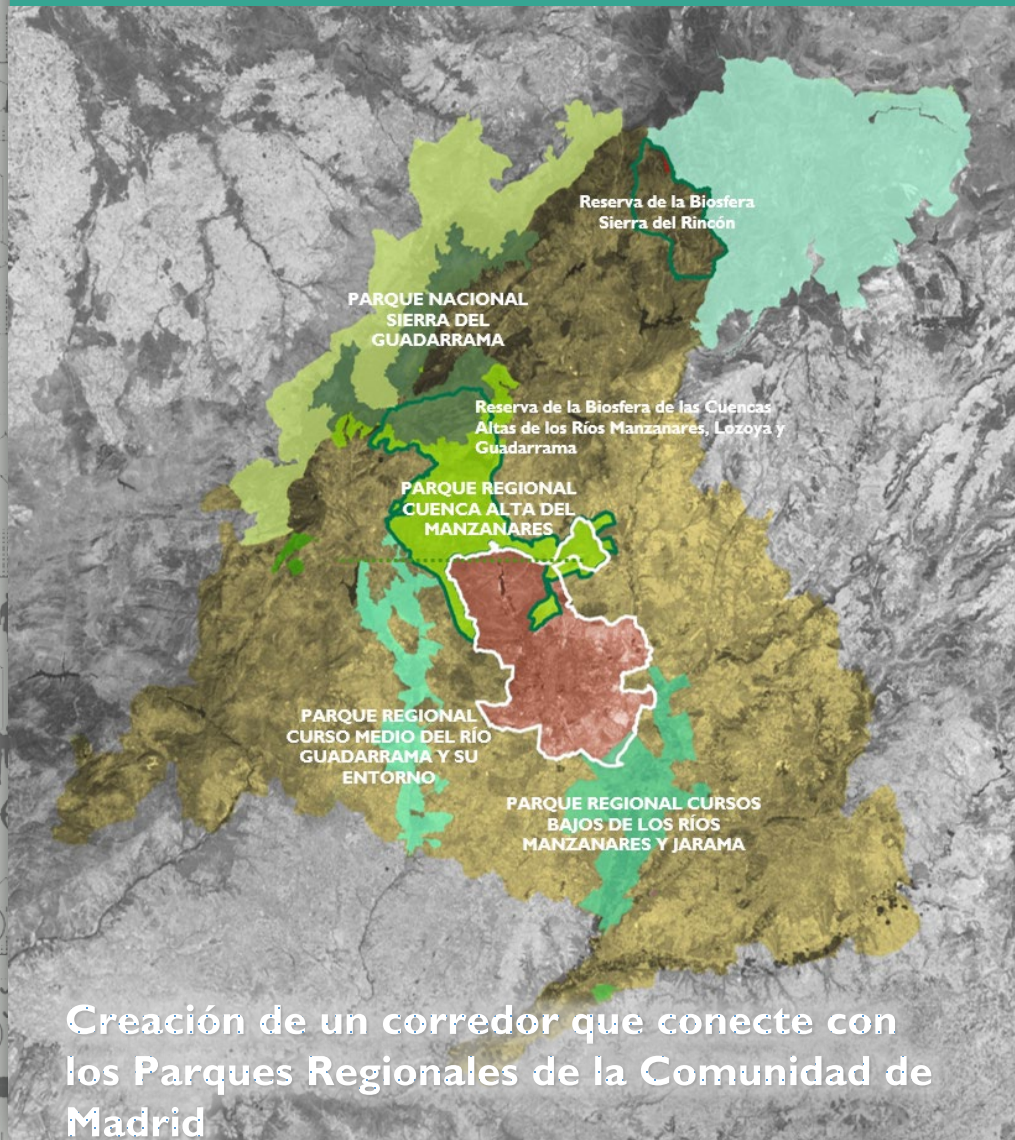 Reserva de la Biosfera
Sierra del Rincón
PARQUE NACIONAL
SIERRA DEL
GUADARRAMA
Reserva de la Biosfera de las Cuencas
Altas de los Ríos Manzanares, Lozoya y
Guadarrama
PARQUE REGIONAL
CUENCA ALTA DEL
MANZANARES
PARQUE REGIONAL
CURSO MEDIO DEL RÍO
GUADARRAMA Y SU
ENTORNO
PARQUE REGIONAL CURSOS
BAJOS DE LOS RÍOS
MANZANARES Y JARAMA
Creación de un corredor que conecte con
los Parques Regionales de la Comunidad de
Madrid